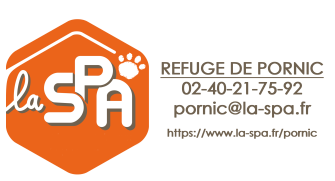 la SPA
REFUGE DE PORNIC
02-40-21-75-92
pornic@la-spa.fr
https://www.la-spa.fr/pornic